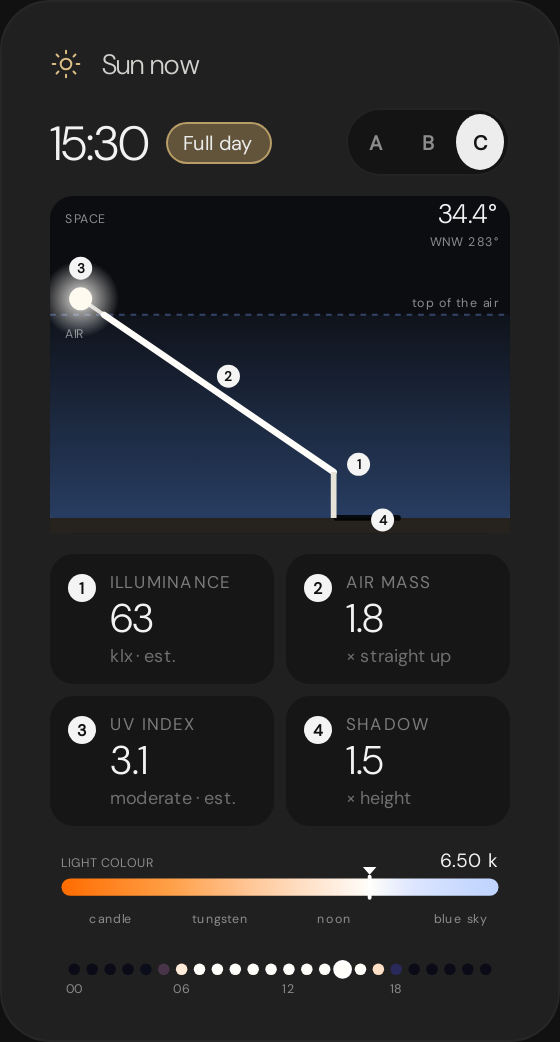 Sun now
15:30
Full day
A B C
SPACE
34.4°
WNW 283°
3
top of the air
AIR
2
1
4
1 ILLUMINANCE
63
klx · est.
2 AIR MASS
1.8
× straight up
3 UV INDEX
3.1
moderate · est.
4 SHADOW
1.5
× height
LIGHT COLOUR
6.50 k
candle tungsten noon blue sky
00 06 12 18